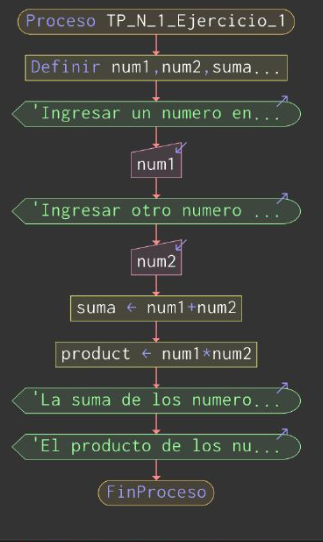 Proceso TP_N_1_Ejercicio_1
Definir num1,num2,suma...
'Ingresar un numero en...
num1
'Ingresar otro numero ...
num2
suma ← num1+num2
product ← num1*num2
'La suma de los numero...
'El producto de los nu...
FinProceso